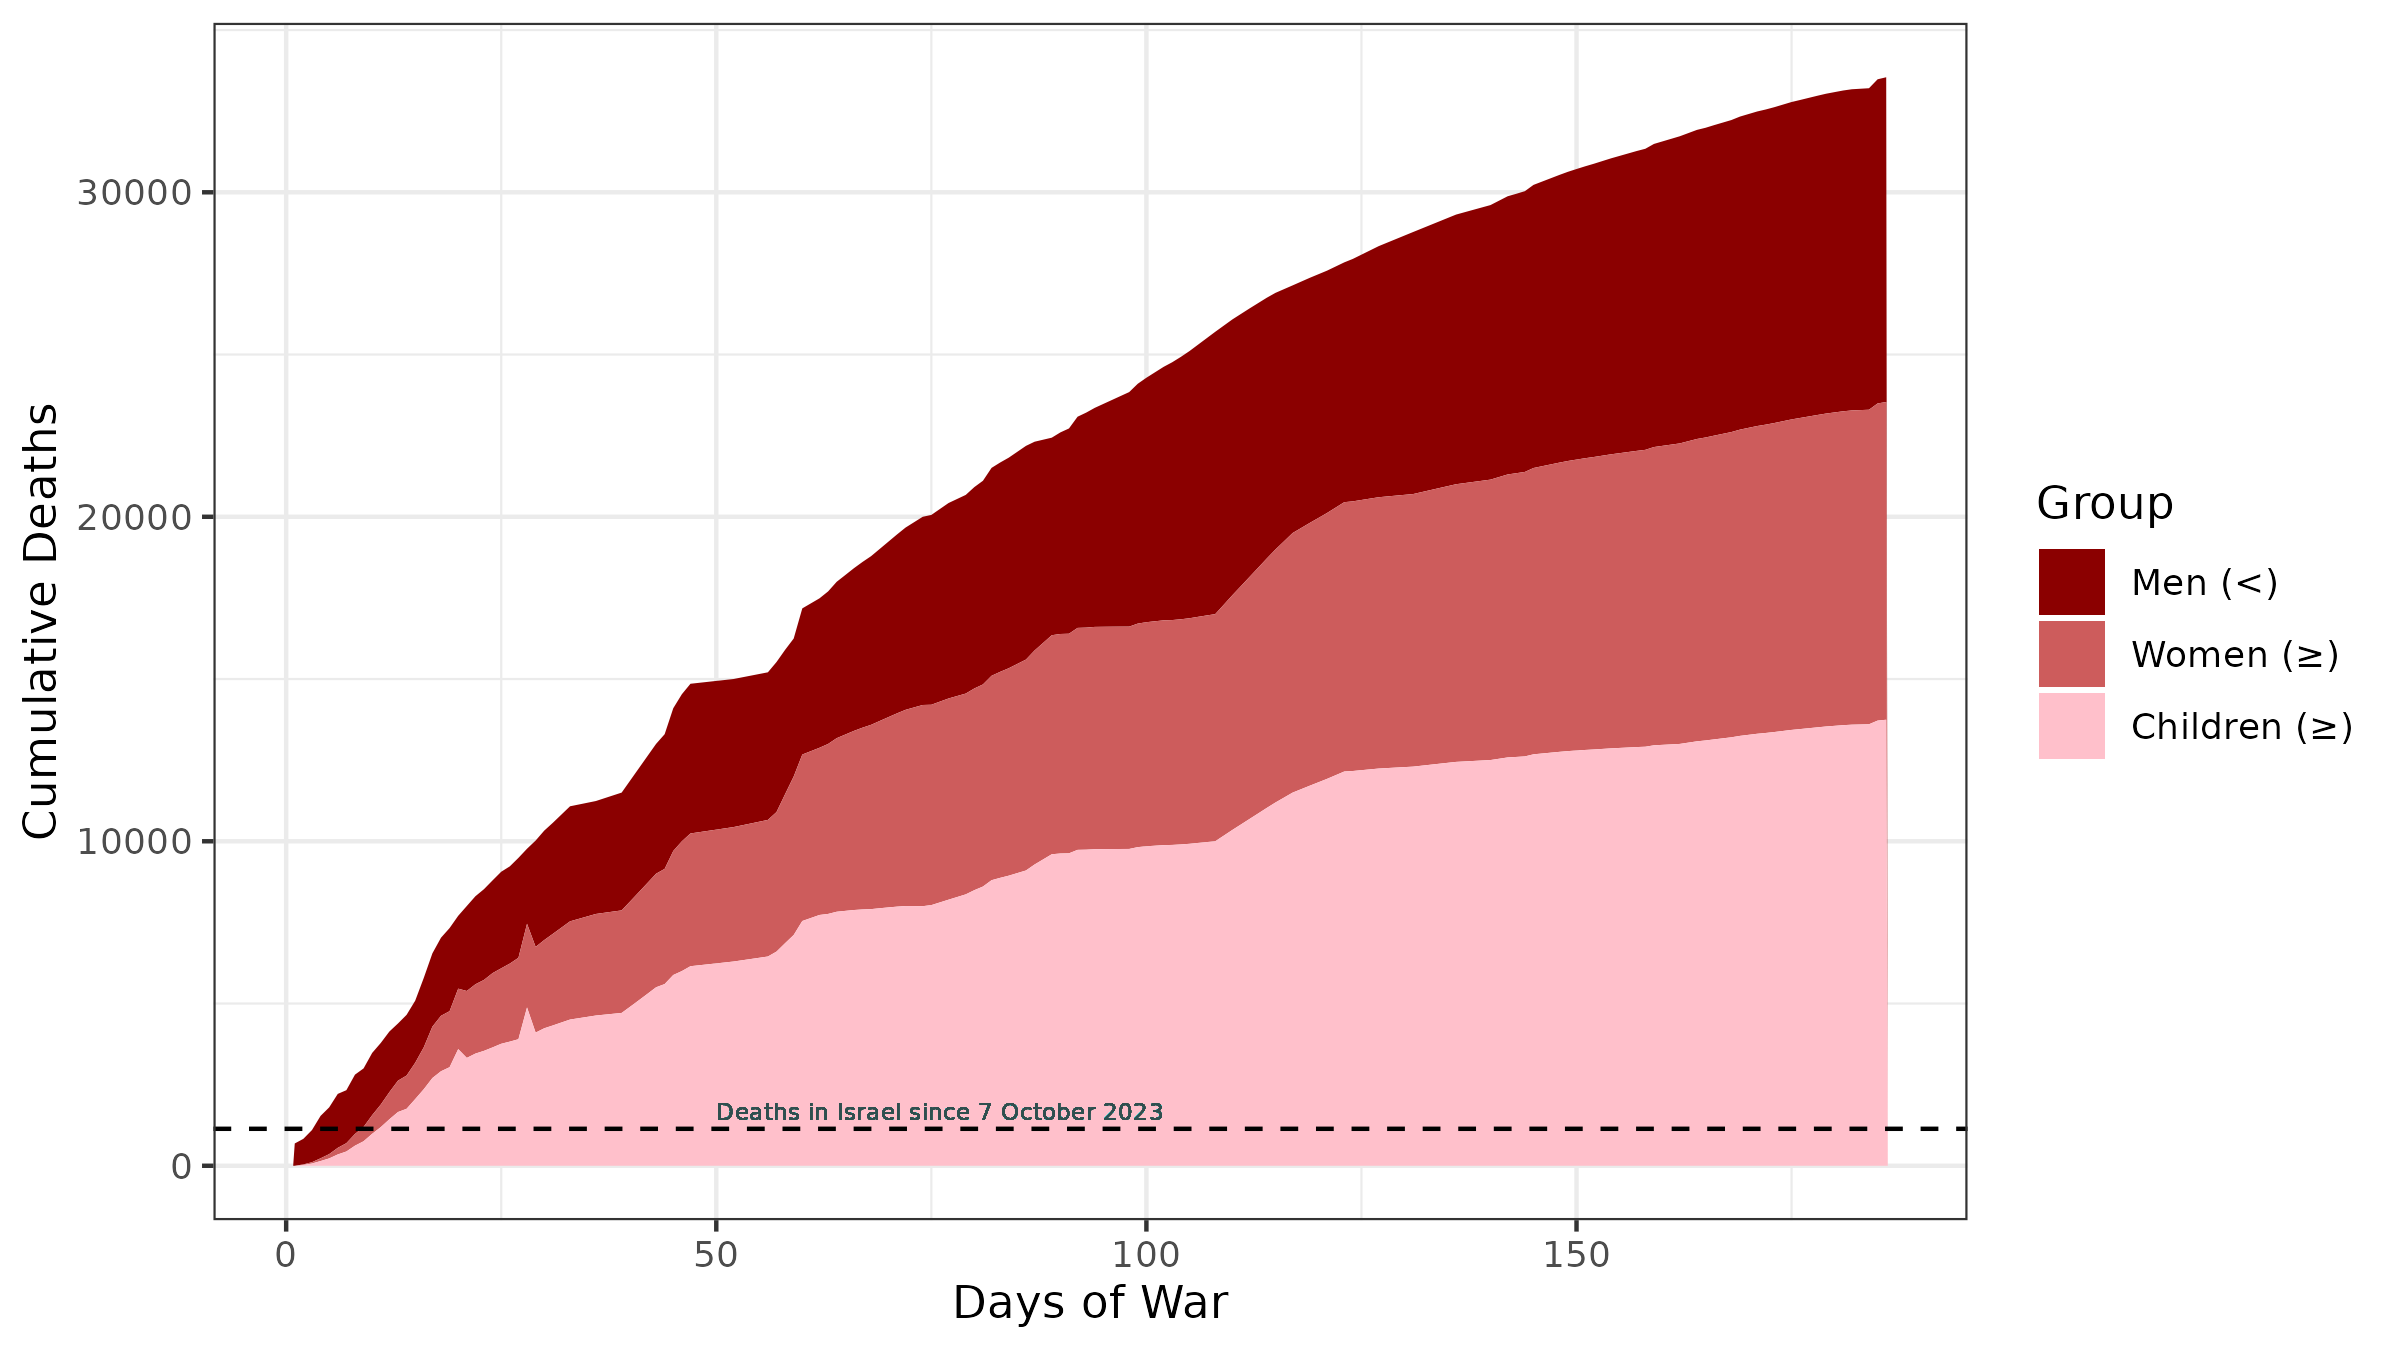 30000
20000
10000
0
Cumulative Deaths
Deaths in Israel since 7 October 2023
0 50 100 150
Days of War
Group
Men (<)
Women (≥)
Children (≥)